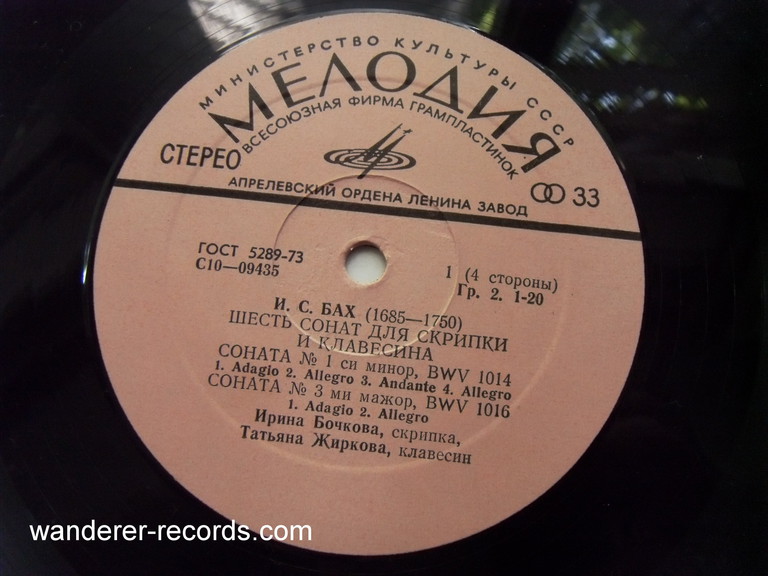 МИНИСТЕРСТВО КУЛЬТУРЫ СССР
МЕЛОДИЯ
ВСЕСОЮЗНАЯ ФИРМА ГРАМПЛАСТИНОК
СТЕРЕО
33
АПРЕЛЕВСКИЙ ОРДЕНА ЛЕНИНА ЗАВОД
ГОСТ 5289-73
С10—09435
I (4 стороны)
Гр. 2. 1-20
И. С. БАХ (1685—1750)
ШЕСТЬ СОНАТ ДЛЯ СКРИПКИ
И КЛАВЕСИНА
СОНАТА № 1 си минор, BWV 1014
1. Adagio 2. Allegro 3. Andante 4. Allegro
СОНАТА № 3 ми мажор, BWV 1016
1. Adagio 2. Allegro
Ирина Бочкова, скрипка,
Татьяна Жиркова, клавесин
wanderer-records.com